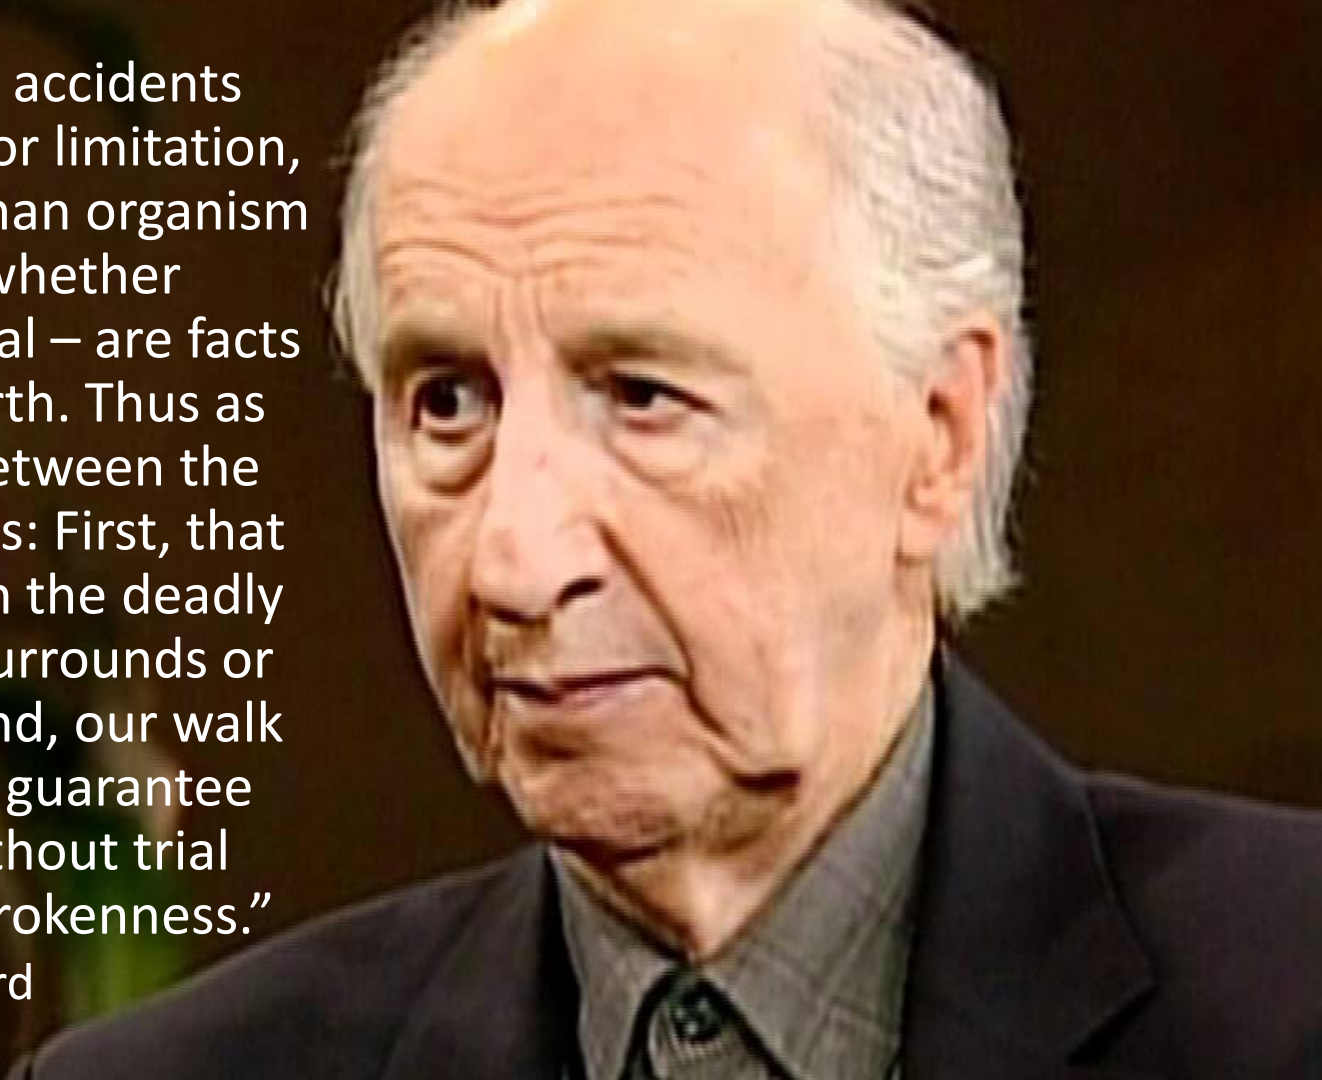 accidents
or limitation,
an organism
whether
al – are facts
rth. Thus as
etween the
s: First, that
the deadly
urrounds or
nd, our walk
guarantee
thout trial
rokenness.”
rd